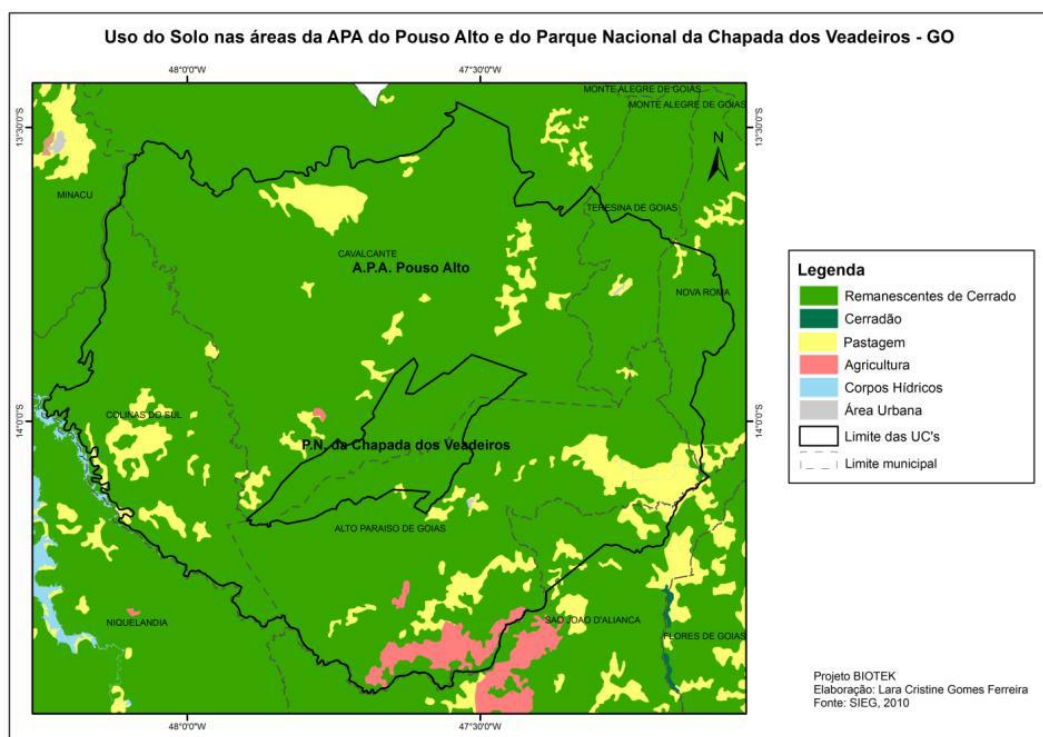 Uso do Solo nas áreas da APA do Pouso Alto e do Parque Nacional da Chapada dos Veadeiros - GO
48°0'0"W
47°30'0"W
MONTE ALEGRE DE GOIAS
MONTE ALEGRE DE GOIAS
13°30'0"S
13°30'0"S
N
MINACU
TERESINA DE GOIAS
CAVALCANTE
A.P.A. Pouso Alto
NOVA ROMA
COLINAS DO SUL
14°0'0"S
14°0'0"S
P.N. da Chapada dos Veadeiros
ALTO PARAISO DE GOIAS
NIQUELANDIA
SAO JOAO D'ALIANCA
FLORES DE GOIAS
48°0'0"W
47°30'0"W
Legenda
Remanescentes de Cerrado
Cerradão
Pastagem
Agricultura
Corpos Hídricos
Área Urbana
Limite das UC's
Limite municipal
Projeto BIOTEK
Elaboração: Lara Cristine Gomes Ferreira
Fonte: SIEG, 2010